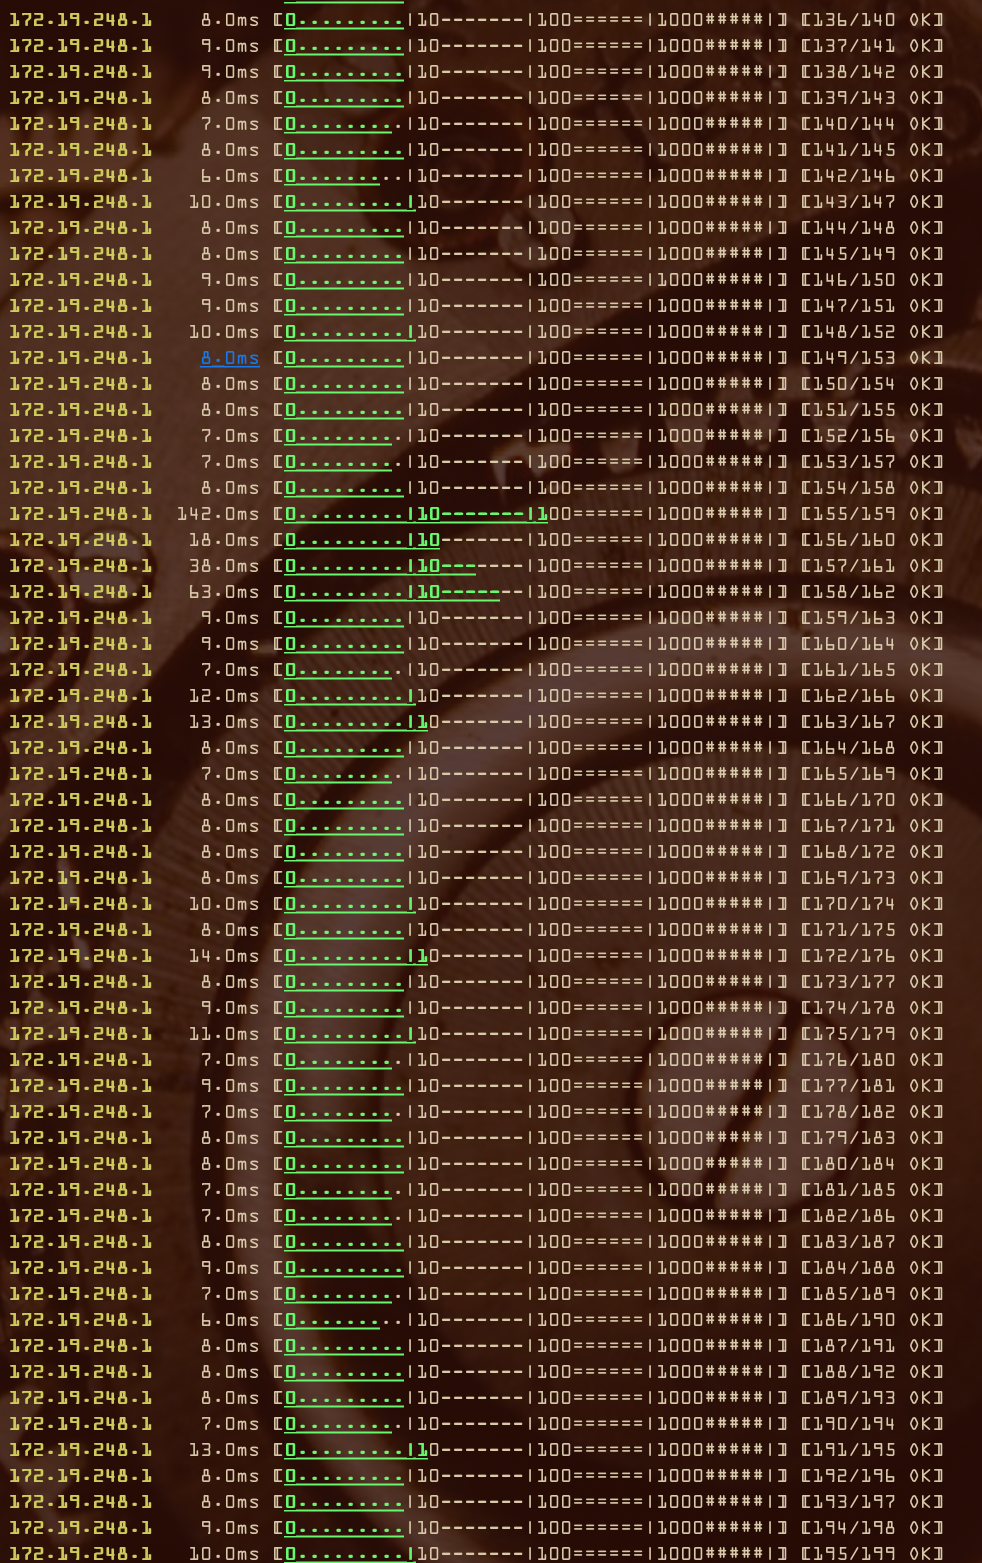 172.19.248.1    8.0ms [0.........|10-------|100======|1000#####|] [136/140 OK]
172.19.248.1    9.0ms [0.........|10-------|100======|1000#####|] [137/141 OK]
172.19.248.1    9.0ms [0.........|10-------|100======|1000#####|] [138/142 OK]
172.19.248.1    8.0ms [0.........|10-------|100======|1000#####|] [139/143 OK]
172.19.248.1    7.0ms [0.........|10-------|100======|1000#####|] [140/144 OK]
172.19.248.1    8.0ms [0.........|10-------|100======|1000#####|] [141/145 OK]
172.19.248.1    6.0ms [0.........|10-------|100======|1000#####|] [142/146 OK]
172.19.248.1   10.0ms [0.........|10-------|100======|1000#####|] [143/147 OK]
172.19.248.1    8.0ms [0.........|10-------|100======|1000#####|] [144/148 OK]
172.19.248.1    8.0ms [0.........|10-------|100======|1000#####|] [145/149 OK]
172.19.248.1    9.0ms [0.........|10-------|100======|1000#####|] [146/150 OK]
172.19.248.1    9.0ms [0.........|10-------|100======|1000#####|] [147/151 OK]
172.19.248.1   10.0ms [0.........|10-------|100======|1000#####|] [148/152 OK]
172.19.248.1    8.0ms [0.........|10-------|100======|1000#####|] [149/153 OK]
172.19.248.1    8.0ms [0.........|10-------|100======|1000#####|] [150/154 OK]
172.19.248.1    8.0ms [0.........|10-------|100======|1000#####|] [151/155 OK]
172.19.248.1    7.0ms [0.........|10-------|100======|1000#####|] [152/156 OK]
172.19.248.1    7.0ms [0.........|10-------|100======|1000#####|] [153/157 OK]
172.19.248.1    8.0ms [0.........|10-------|100======|1000#####|] [154/158 OK]
172.19.248.1  142.0ms [0.........|10-------|100======|1000#####|] [155/159 OK]
172.19.248.1   18.0ms [0.........|10-------|100======|1000#####|] [156/160 OK]
172.19.248.1   38.0ms [0.........|10-------|100======|1000#####|] [157/161 OK]
172.19.248.1   63.0ms [0.........|10-------|100======|1000#####|] [158/162 OK]
172.19.248.1    9.0ms [0.........|10-------|100======|1000#####|] [159/163 OK]
172.19.248.1    9.0ms [0.........|10-------|100======|1000#####|] [160/164 OK]
172.19.248.1    7.0ms [0.........|10-------|100======|1000#####|] [161/165 OK]
172.19.248.1   12.0ms [0.........|10-------|100======|1000#####|] [162/166 OK]
172.19.248.1   13.0ms [0.........|10-------|100======|1000#####|] [163/167 OK]
172.19.248.1    8.0ms [0.........|10-------|100======|1000#####|] [164/168 OK]
172.19.248.1    7.0ms [0.........|10-------|100======|1000#####|] [165/169 OK]
172.19.248.1    8.0ms [0.........|10-------|100======|1000#####|] [166/170 OK]
172.19.248.1    8.0ms [0.........|10-------|100======|1000#####|] [167/171 OK]
172.19.248.1    8.0ms [0.........|10-------|100======|1000#####|] [168/172 OK]
172.19.248.1    8.0ms [0.........|10-------|100======|1000#####|] [169/173 OK]
172.19.248.1   10.0ms [0.........|10-------|100======|1000#####|] [170/174 OK]
172.19.248.1    8.0ms [0.........|10-------|100======|1000#####|] [171/175 OK]
172.19.248.1   14.0ms [0.........|10-------|100======|1000#####|] [172/176 OK]
172.19.248.1    8.0ms [0.........|10-------|100======|1000#####|] [173/177 OK]
172.19.248.1    9.0ms [0.........|10-------|100======|1000#####|] [174/178 OK]
172.19.248.1   11.0ms [0.........|10-------|100======|1000#####|] [175/179 OK]
172.19.248.1    7.0ms [0.........|10-------|100======|1000#####|] [176/180 OK]
172.19.248.1    9.0ms [0.........|10-------|100======|1000#####|] [177/181 OK]
172.19.248.1    7.0ms [0.........|10-------|100======|1000#####|] [178/182 OK]
172.19.248.1    8.0ms [0.........|10-------|100======|1000#####|] [179/183 OK]
172.19.248.1    8.0ms [0.........|10-------|100======|1000#####|] [180/184 OK]
172.19.248.1    7.0ms [0.........|10-------|100======|1000#####|] [181/185 OK]
172.19.248.1    7.0ms [0.........|10-------|100======|1000#####|] [182/186 OK]
172.19.248.1    8.0ms [0.........|10-------|100======|1000#####|] [183/187 OK]
172.19.248.1    9.0ms [0.........|10-------|100======|1000#####|] [184/188 OK]
172.19.248.1    7.0ms [0.........|10-------|100======|1000#####|] [185/189 OK]
172.19.248.1    6.0ms [0.........|10-------|100======|1000#####|] [186/190 OK]
172.19.248.1    8.0ms [0.........|10-------|100======|1000#####|] [187/191 OK]
172.19.248.1    8.0ms [0.........|10-------|100======|1000#####|] [188/192 OK]
172.19.248.1    8.0ms [0.........|10-------|100======|1000#####|] [189/193 OK]
172.19.248.1    7.0ms [0.........|10-------|100======|1000#####|] [190/194 OK]
172.19.248.1   13.0ms [0.........|10-------|100======|1000#####|] [191/195 OK]
172.19.248.1    8.0ms [0.........|10-------|100======|1000#####|] [192/196 OK]
172.19.248.1    8.0ms [0.........|10-------|100======|1000#####|] [193/197 OK]
172.19.248.1    9.0ms [0.........|10-------|100======|1000#####|] [194/198 OK]
172.19.248.1   10.0ms [0.........|10-------|100======|1000#####|] [195/199 OK]